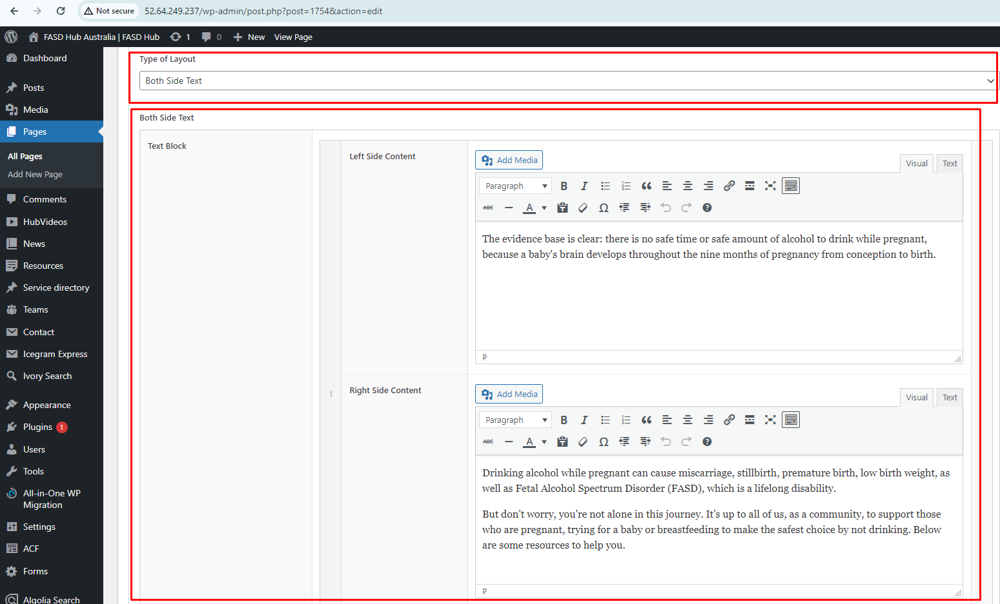 Not secure 52.64.249.237/wp-admin/post.php?post=1754&action=edit
FASD Hub Australia | FASD Hub 1 0 New View Page
Dashboard
Posts
Media
Pages
All Pages
Add New Page
Comments
HubVideos
News
Resources
Service directory
Teams
Contact
Icegram Express
Ivory Search
Appearance
Plugins 1
Users
Tools
All-in-One WP
Migration
Settings
ACF
Forms
Algolia Search
Type of Layout
Both Side Text
Both Side Text
Text Block
1
Left Side Content
Add Media
Visual Text
Paragraph B I
ABC A Ω
The evidence base is clear: there is no safe time or safe amount of alcohol to drink while pregnant,
because a baby's brain develops throughout the nine months of pregnancy from conception to birth.
P
Right Side Content
Add Media
Visual Text
Paragraph B I
ABC A Ω
Drinking alcohol while pregnant can cause miscarriage, stillbirth, premature birth, low birth weight, as
well as Fetal Alcohol Spectrum Disorder (FASD), which is a lifelong disability.
But don't worry, you're not alone in this journey. It's up to all of us, as a community, to support those
who are pregnant, trying for a baby or breastfeeding to make the safest choice by not drinking. Below
are some resources to help you.
P